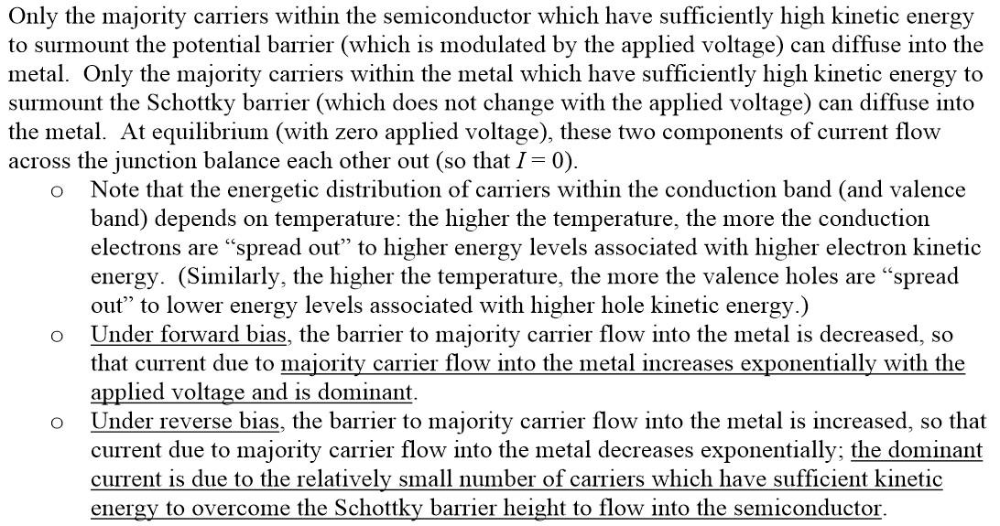 Only the majority carriers within the semiconductor which have sufficiently high kinetic energy
to surmount the potential barrier (which is modulated by the applied voltage) can diffuse into the
metal.  Only the majority carriers within the metal which have sufficiently high kinetic energy to
surmount the Schottky barrier (which does not change with the applied voltage) can diffuse into
the metal.  At equilibrium (with zero applied voltage), these two components of current flow
across the junction balance each other out (so that I = 0).
o Note that the energetic distribution of carriers within the conduction band (and valence
band) depends on temperature: the higher the temperature, the more the conduction
electrons are “spread out” to higher energy levels associated with higher electron kinetic
energy.  (Similarly, the higher the temperature, the more the valence holes are “spread
out” to lower energy levels associated with higher hole kinetic energy.)
o Under forward bias, the barrier to majority carrier flow into the metal is decreased, so
that current due to majority carrier flow into the metal increases exponentially with the
applied voltage and is dominant.
o Under reverse bias, the barrier to majority carrier flow into the metal is increased, so that
current due to majority carrier flow into the metal decreases exponentially; the dominant
current is due to the relatively small number of carriers which have sufficient kinetic
energy to overcome the Schottky barrier height to flow into the semiconductor.